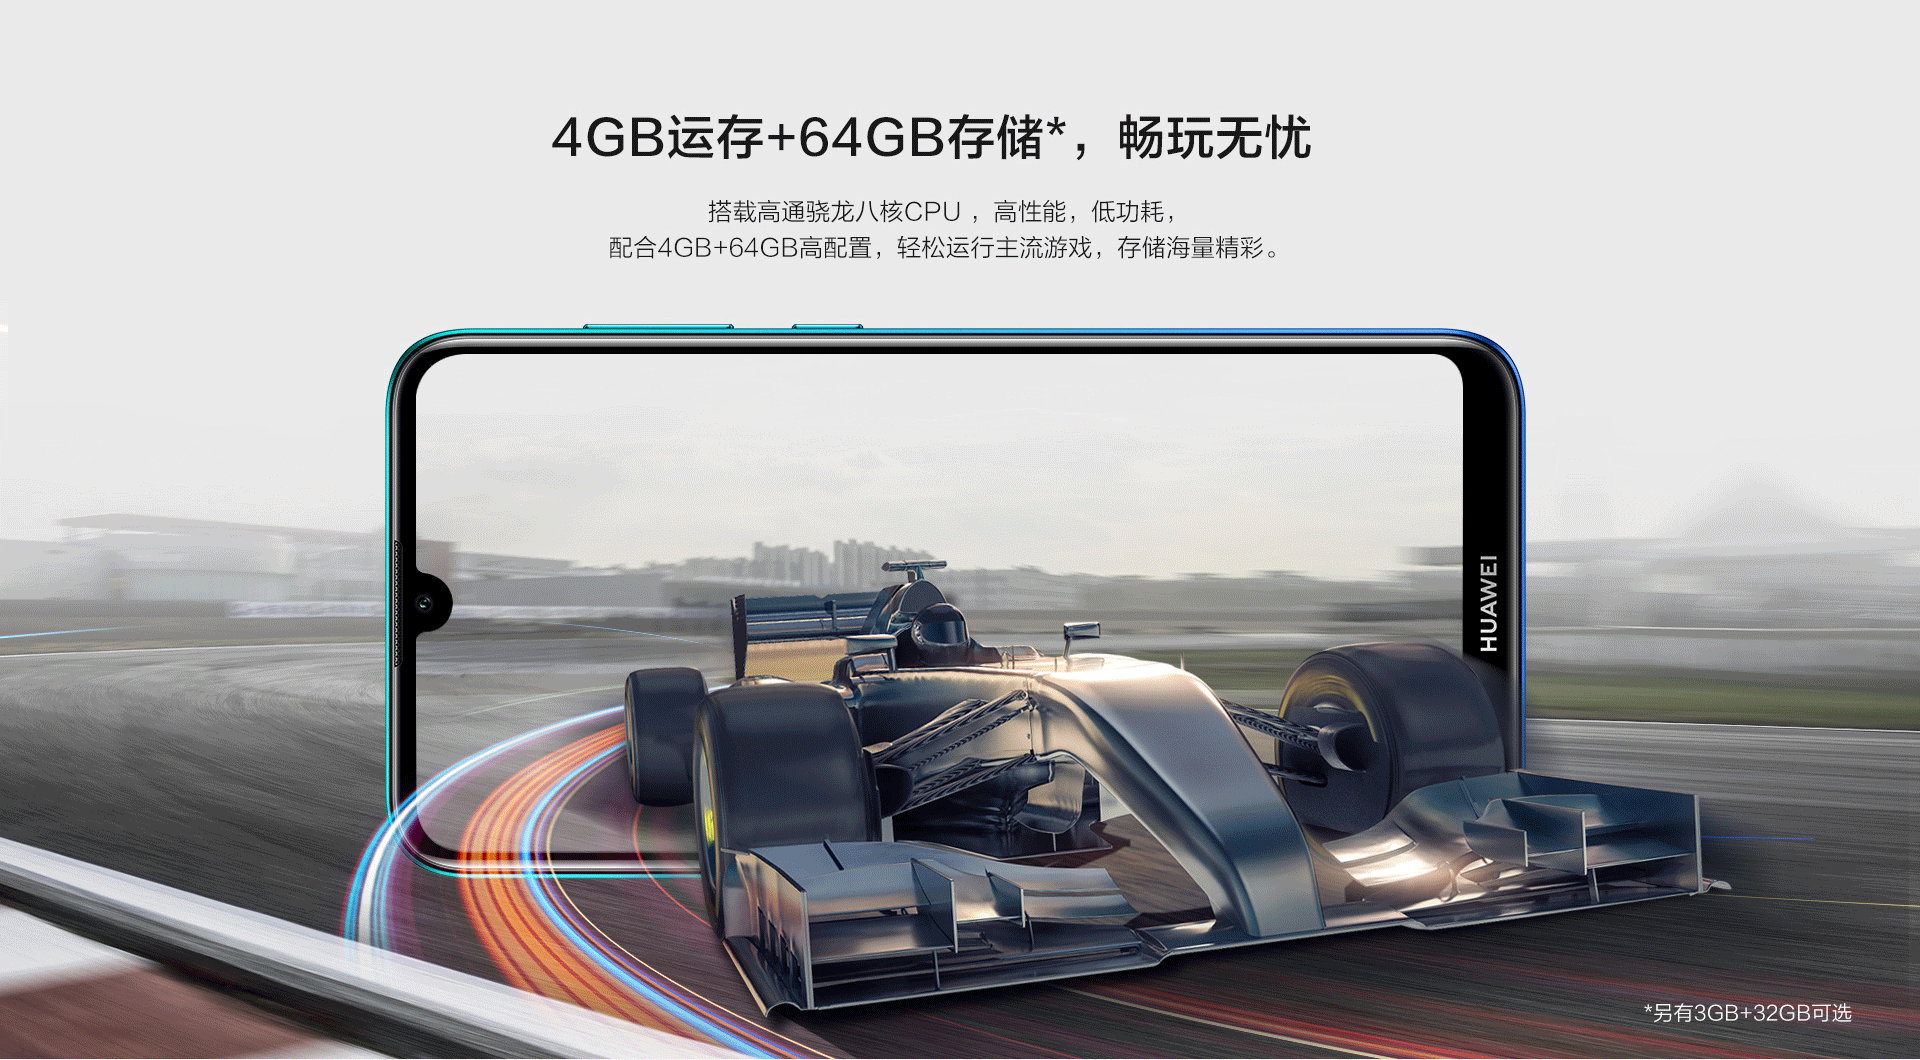 4GB运存+64GB存储*，畅玩无忧
搭载高通骁龙八核CPU ，高性能，低功耗，
配合4GB+64GB高配置，轻松运行主流游戏，存储海量精彩。
HUAWEI
*另有3GB+32GB可选